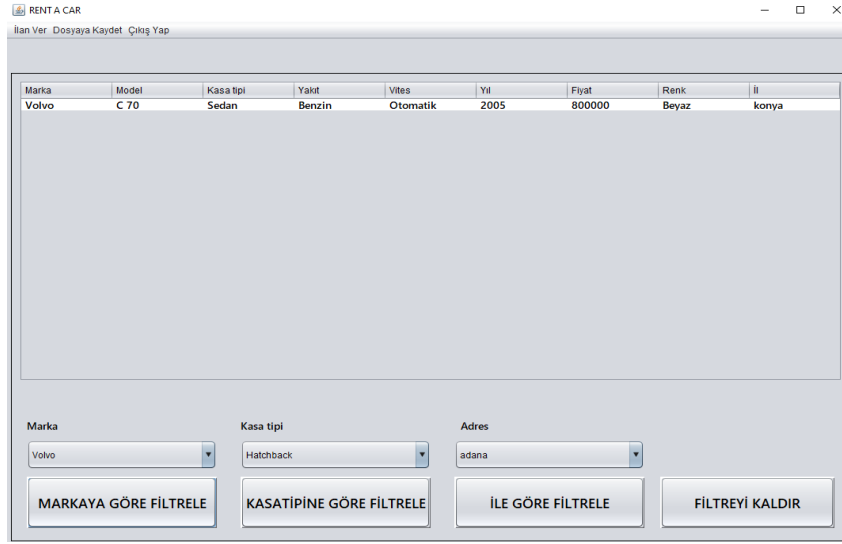 RENT A CAR
İlan Ver Dosyaya Kaydet Çıkış Yap
Marka Model Kasa tipi Yakıt Vites Yıl Fiyat Renk İl
Volvo C 70 Sedan Benzin Otomatik 2005 800000 Beyaz konya
Marka Kasa tipi Adres
Volvo Hatchback adana
MARKAYA GÖRE FİLTRELE KASATİPİNE GÖRE FİLTRELE İLE GÖRE FİLTRELE FİLTREYİ KALDIR